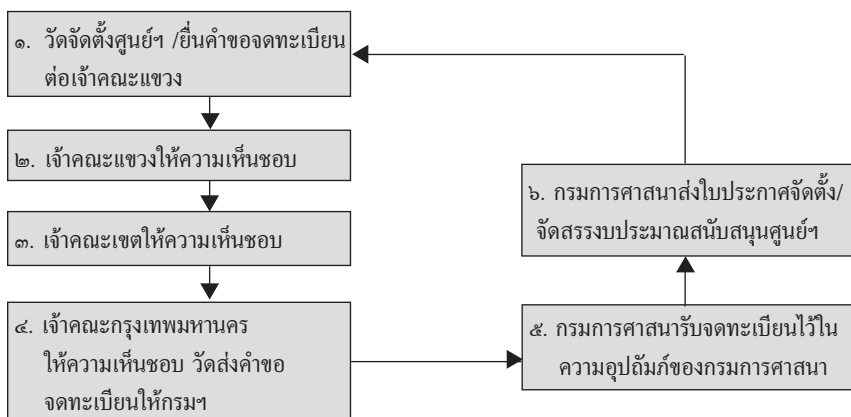 ๑. วัดจัดตั้งศูนย์ฯ /ยื่นคำขอจดทะเบียน
ต่อเจ้าคณะแขวง
๒. เจ้าคณะแขวงให้ความเห็นชอบ
๓. เจ้าคณะเขตให้ความเห็นชอบ
๔. เจ้าคณะกรุงเทพมหานคร
ให้ความเห็นชอบ วัดส่งคำขอ
จดทะเบียนให้กรมฯ
๕. กรมการศาสนารับจดทะเบียนไว้ใน
ความอุปถัมภ์ของกรมการศาสนา
๖. กรมการศาสนาส่งใบประกาศจัดตั้ง/
จัดสรรงบประมาณสนับสนุนศูนย์ฯ